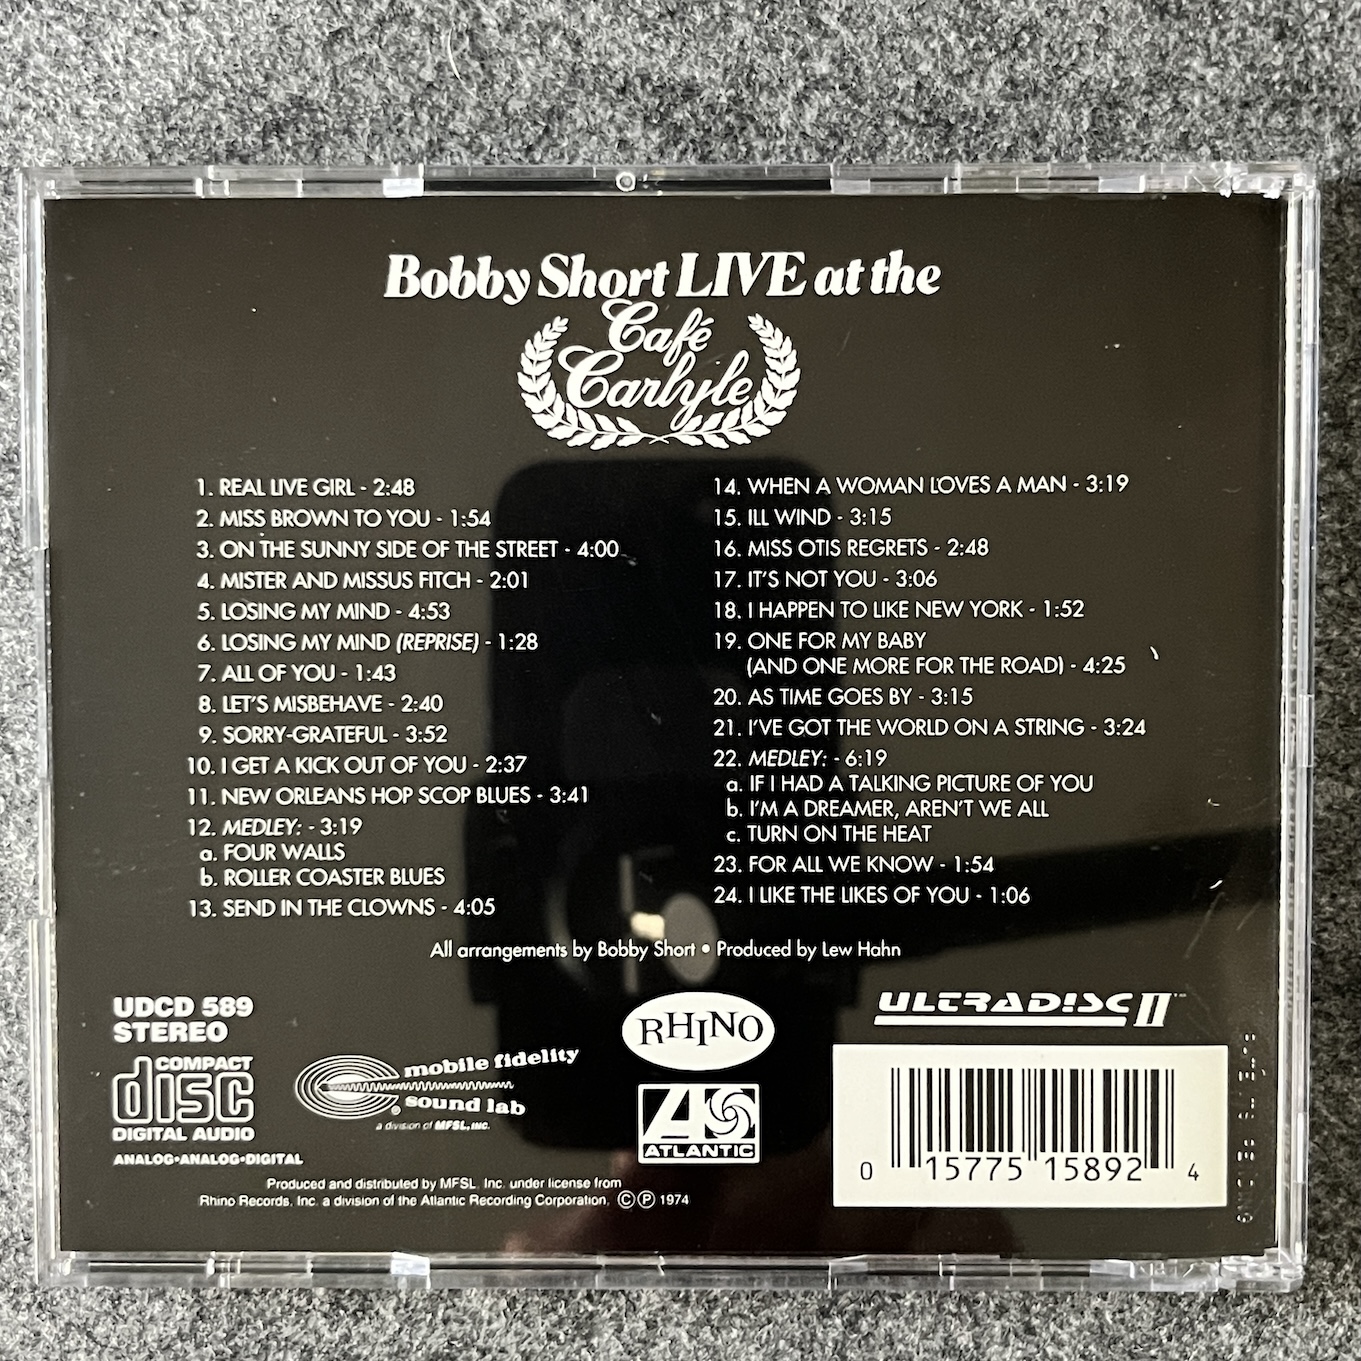 Bobby Short LIVE at the
Café
Carlyle
1. REAL LIVE GIRL - 2:48
2. MISS BROWN TO YOU - 1:54
3. ON THE SUNNY SIDE OF THE STREET - 4:00
4. MISTER AND MISSUS FITCH - 2:01
5. LOSING MY MIND - 4:53
6. LOSING MY MIND (REPRISE) - 1:28
7. ALL OF YOU - 1:43
8. LET'S MISBEHAVE - 2:40
9. SORRY-GRATEFUL - 3:52
10. I GET A KICK OUT OF YOU - 2:37
11. NEW ORLEANS HOP SCOP BLUES - 3:41
12. MEDLEY: - 3:19
a. FOUR WALLS
b. ROLLER COASTER BLUES
13. SEND IN THE CLOWNS - 4:05
14. WHEN A WOMAN LOVES A MAN - 3:19
15. ILL WIND - 3:15
16. MISS OTIS REGRETS - 2:48
17. IT'S NOT YOU - 3:06
18. I HAPPEN TO LIKE NEW YORK - 1:52
19. ONE FOR MY BABY
(AND ONE MORE FOR THE ROAD) - 4:25
20. AS TIME GOES BY - 3:15
21. I'VE GOT THE WORLD ON A STRING - 3:24
22. MEDLEY: - 6:19
a. IF I HAD A TALKING PICTURE OF YOU
b. I'M A DREAMER, AREN'T WE ALL
c. TURN ON THE HEAT
23. FOR ALL WE KNOW - 1:54
24. I LIKE THE LIKES OF YOU - 1:06
All arrangements by Bobby Short • Produced by Lew Hahn
UDCD 589
STEREO
COMPACT
disc
DIGITAL AUDIO
ANALOG•ANALOG•DIGITAL
mobile fidelity
® sound lab
a division of MFSL, INC.
Produced and distributed by MFSL, Inc. under license from
Rhino Records, Inc. a division of the Atlantic Recording Corporation, Ⓒ Ⓟ 1974
RHINO
ATLANTIC
ULTRADISC II™
0 15775 15892 4